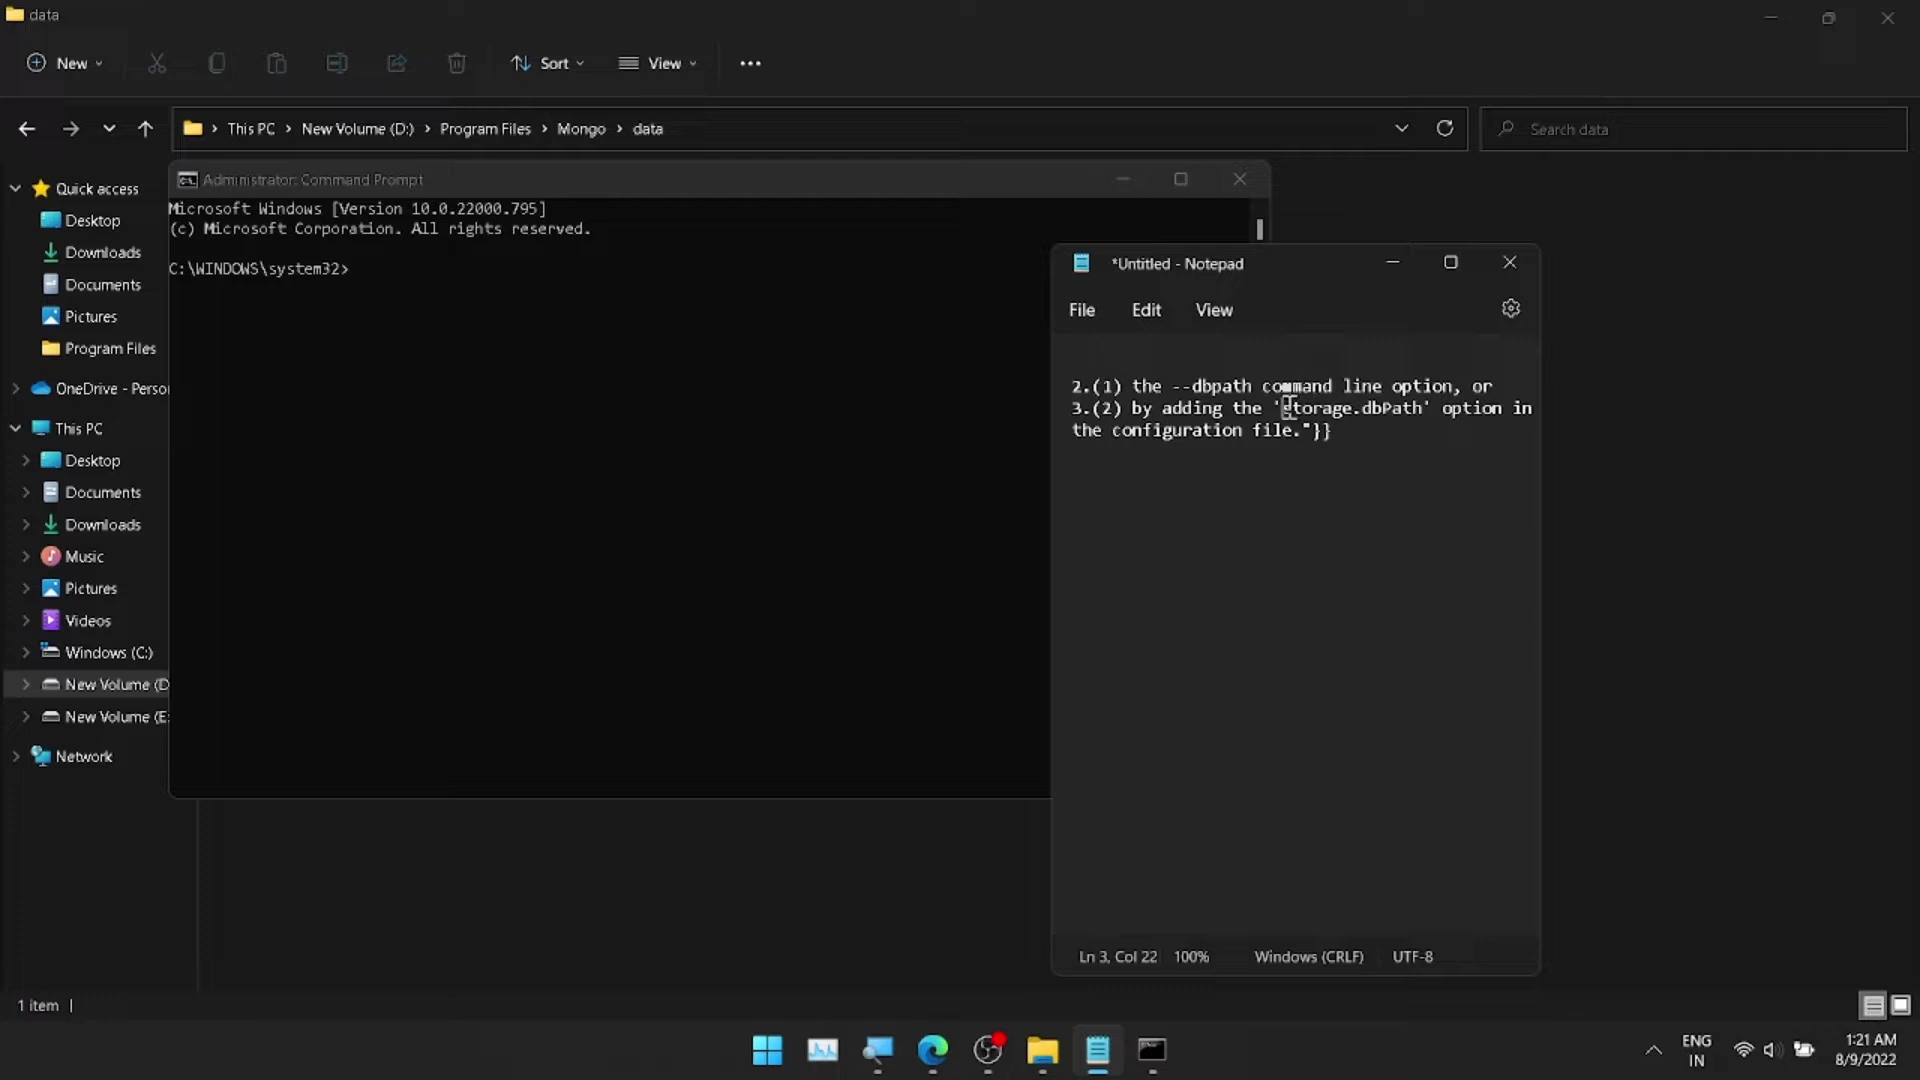 data
New
Sort
View
This PC
New Volume (D:)
Program Files
Mongo
data
Search data
Quick access
Desktop
Downloads
Documents
Pictures
Program Files
OneDrive - Perso
This PC
Desktop
Documents
Downloads
Music
Pictures
Videos
Windows (C:)
New Volume (D
New Volume (E:
Network
Administrator: Command Prompt
Microsoft Windows [Version 10.0.22000.795]
(c) Microsoft Corporation. All rights reserved.
C:\WINDOWS\system32>
*Untitled - Notepad
File Edit View
2.(1) the --dbpath command line option, or
3.(2) by adding the 'storage.dbPath' option in
the configuration file."}}
Ln 3, Col 22
100%
Windows (CRLF)
UTF-8
1 item
ENG
IN
1:21 AM
8/9/2022